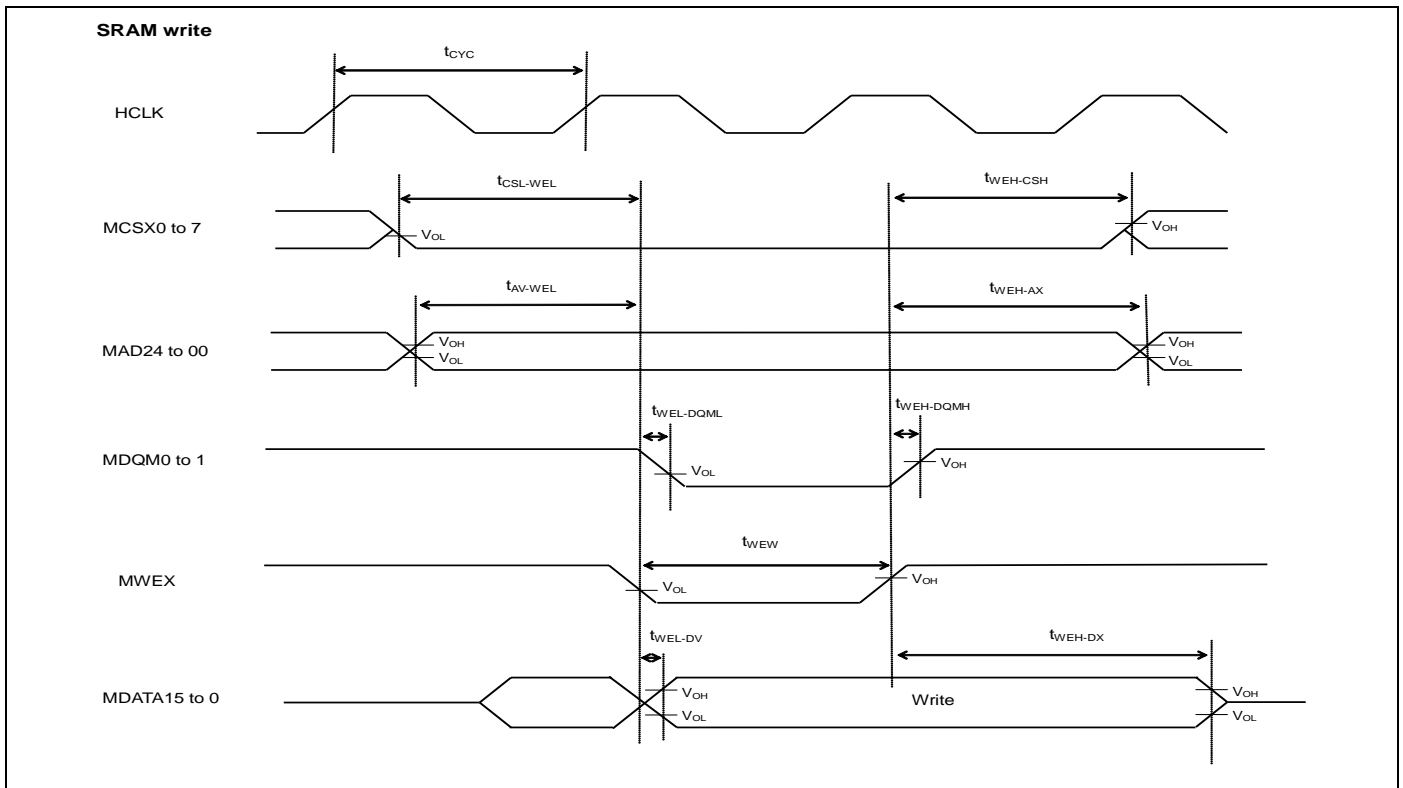 SRAM write
tCYC
HCLK
tCSL-WEL
tWEH-CSH
MCSX0 to 7
VOL
VOH
tAV-WEL
tWEH-AX
MAD24 to 00
VOH
VOL
VOH
VOL
tWEL-DQML
tWEH-DQMH
MDQM0 to 1
VOL
VOH
tWEW
MWEX
VOL
VOH
tWEL-DV
tWEH-DX
MDATA15 to 0
VOH
VOL
Write
VOH
VOL